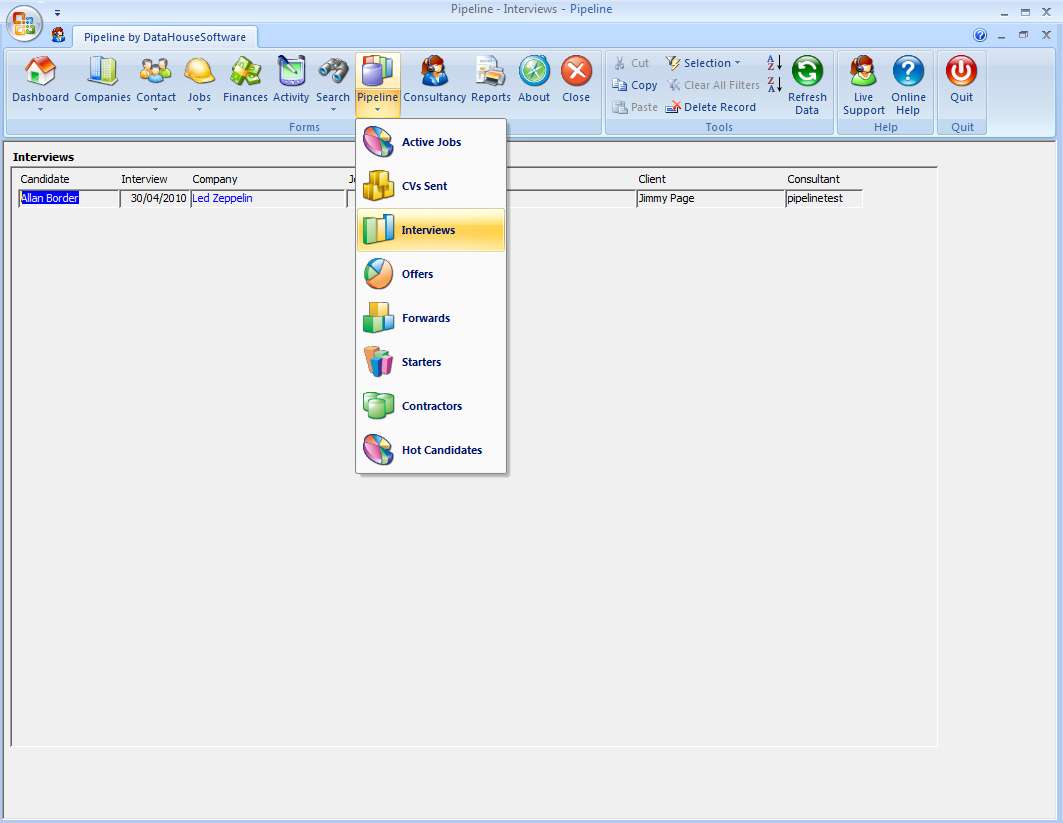 Pipeline - Interviews - Pipeline
Pipeline by DataHouseSoftware
Dashboard Companies Contact Jobs Finances Activity Search Pipeline Consultancy Reports About Close
Forms
Cut
Copy
Paste
Selection
Clear All Filters
Delete Record
Refresh Data
Tools
Live Support
Online Help
Help
Quit
Quit
Interviews
Candidate Interview Company Client Consultant
Allan Border 30/04/2010 Led Zeppelin Jimmy Page pipelinetest
Active Jobs
CVs Sent
Interviews
Offers
Forwards
Starters
Contractors
Hot Candidates